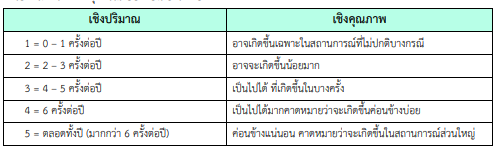 เชิงปริมาณ เชิงคุณภาพ
1 = 0 – 1 ครั้งต่อปี อาจเกิดขึ้นเฉพาะในสถานการณ์ที่ไม่ปกติบางกรณี
2 = 2 – 3 ครั้งต่อปี อาจจะเกิดขึ้นน้อยมาก
3 = 4 – 5 ครั้งต่อปี เป็นไปได้ ที่เกิดขึ้นในบางครั้ง
4 = 6 ครั้งต่อปี เป็นไปได้มากคาดหมายว่าจะเกิดขึ้นค่อนข้างบ่อย
5 = ตลอดทั้งปี (มากกว่า 6 ครั้งต่อปี) ค่อนข้างแน่นอน คาดหมายว่าจะเกิดขึ้นในสถานการณ์ส่วนใหญ่